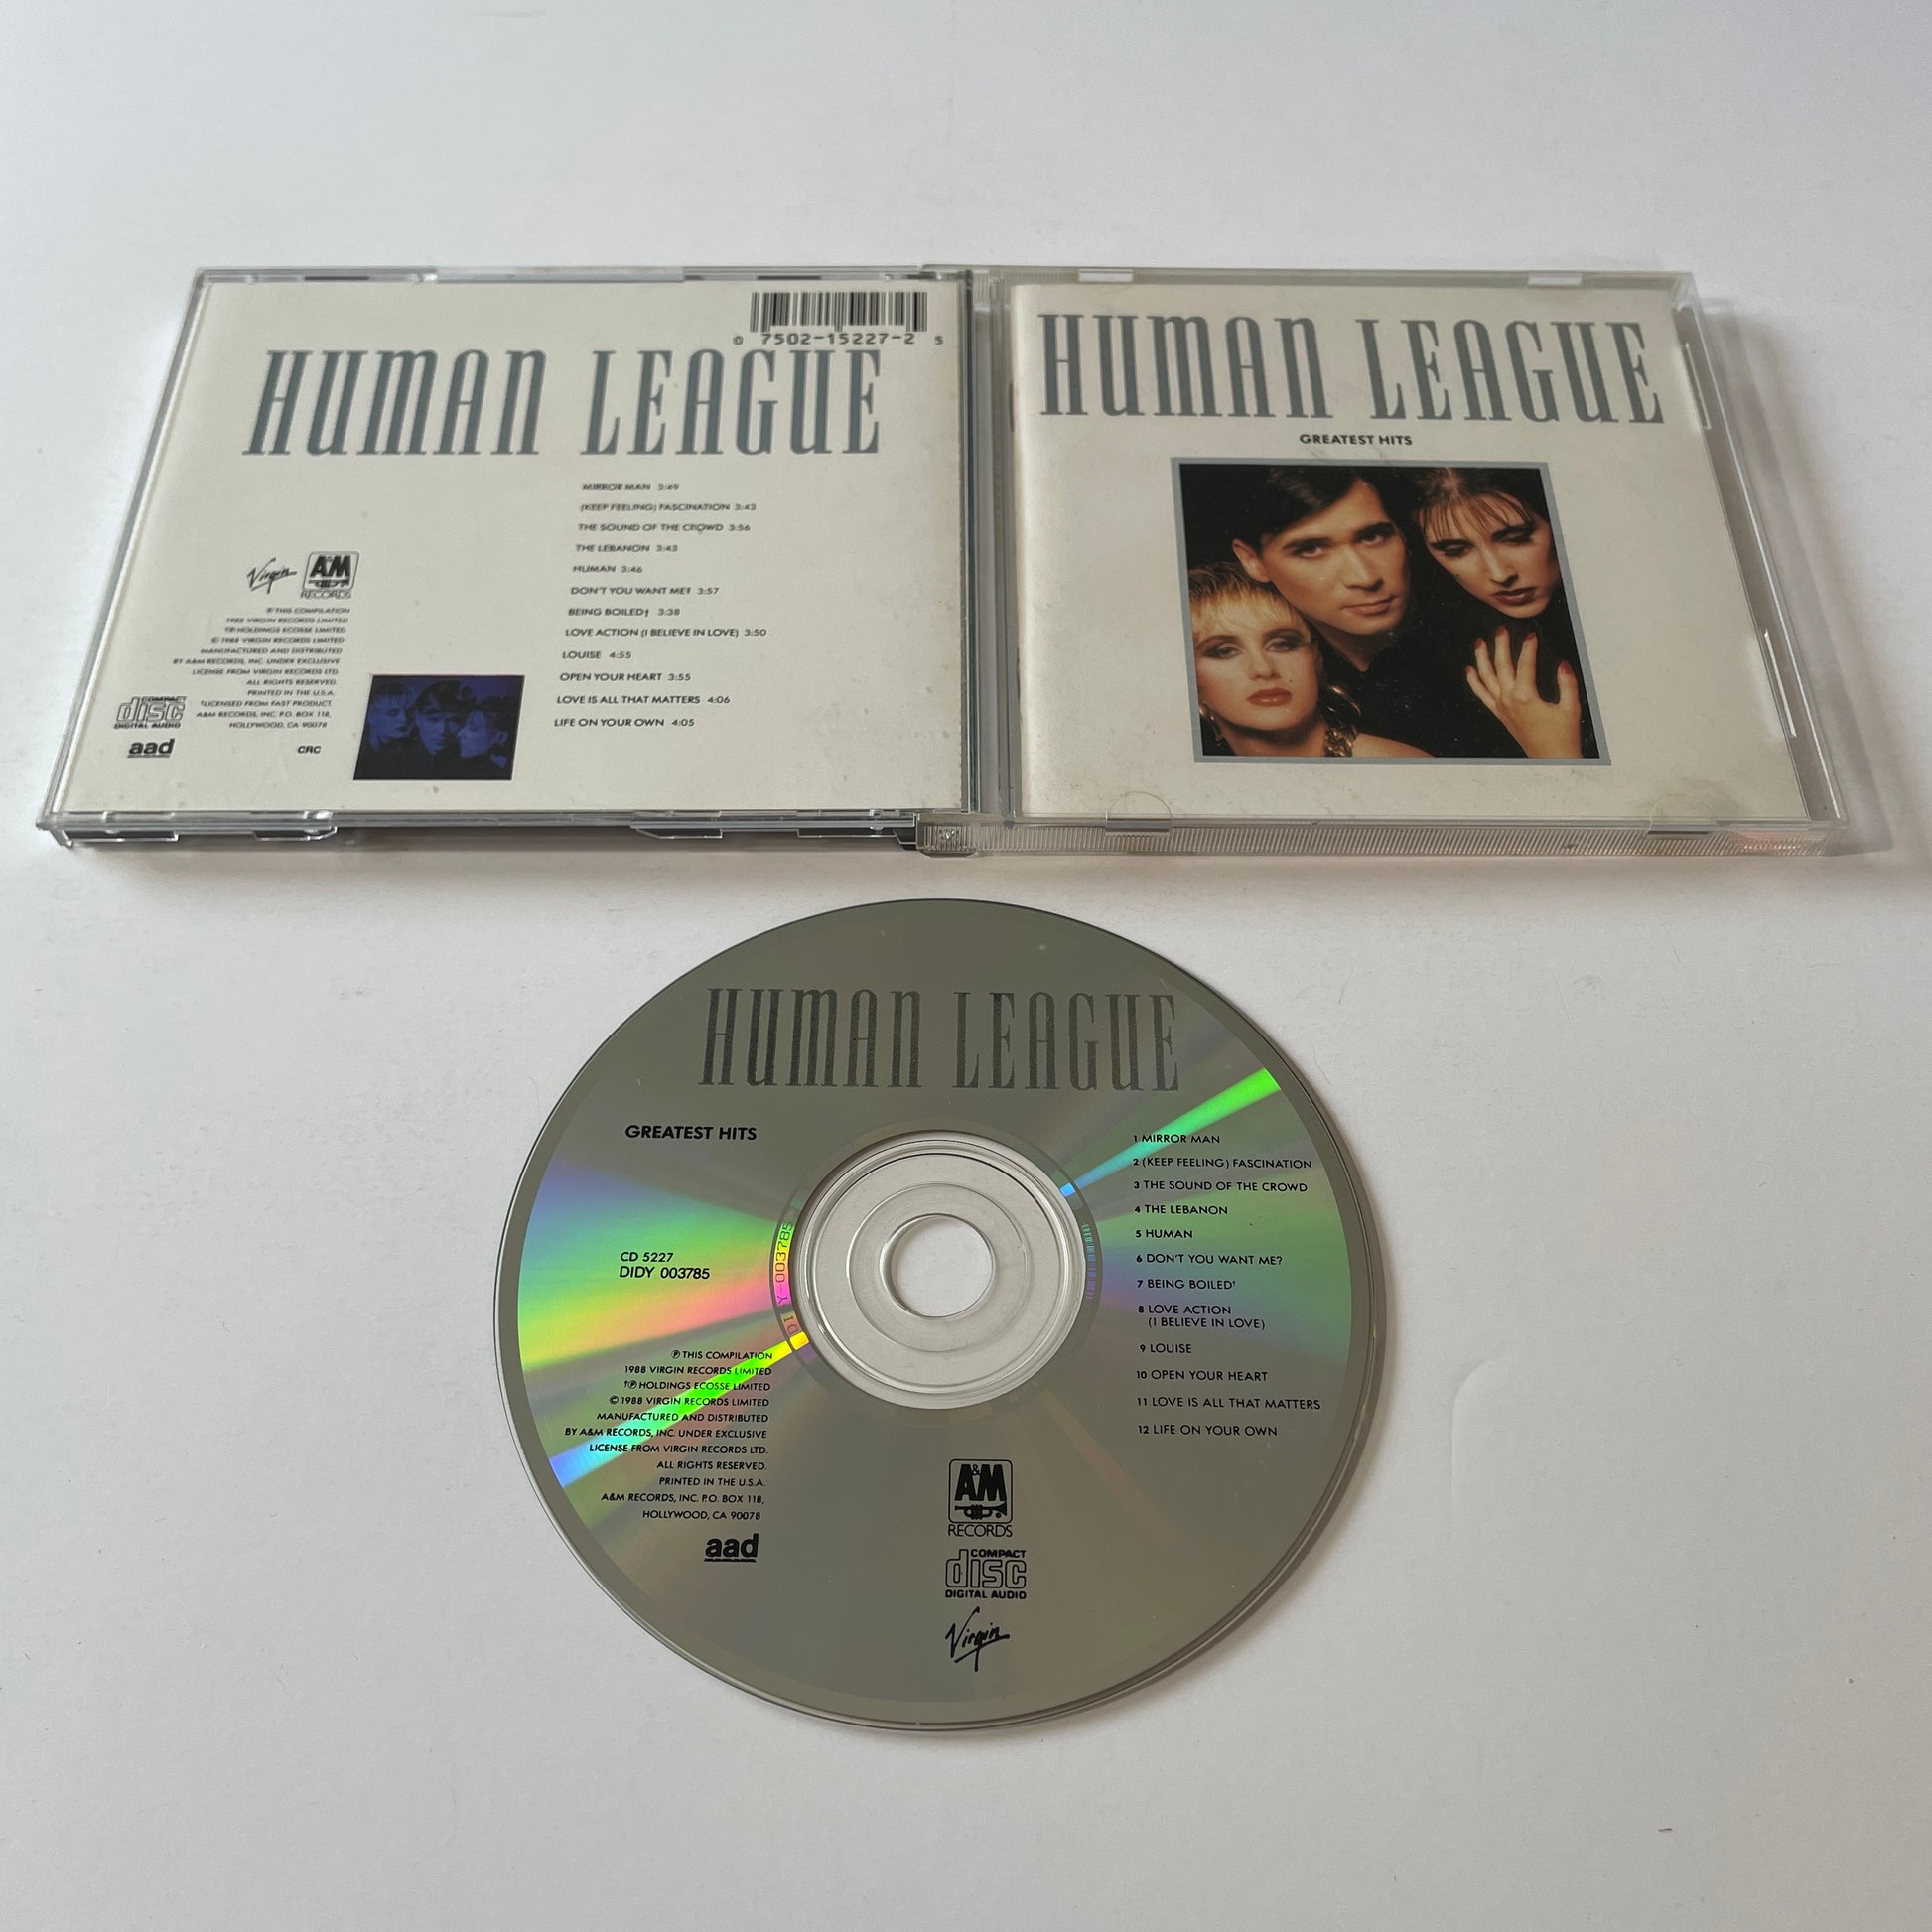 0 7502-15227-2 5
HUMAN LEAGUE
MIRROR MAN 3:49
(KEEP FEELING) FASCINATION 3:43
THE SOUND OF THE CROWD 3:56
THE LEBANON 3:43
HUMAN 3:46
DON'T YOU WANT ME? 3:57
BEING BOILED† 3:38
LOVE ACTION (I BELIEVE IN LOVE) 3:50
LOUISE 4:55
OPEN YOUR HEART 3:55
LOVE IS ALL THAT MATTERS 4:06
LIFE ON YOUR OWN 4:05
Virgin
A&M
RECORDS
℗ THIS COMPILATION
1988 VIRGIN RECORDS LIMITED
†℗ HOLDINGS ECOSSE LIMITED
© 1988 VIRGIN RECORDS LIMITED
MANUFACTURED AND DISTRIBUTED
BY A&M RECORDS, INC. UNDER EXCLUSIVE
LICENSE FROM VIRGIN RECORDS LTD.
ALL RIGHTS RESERVED.
PRINTED IN THE U.S.A.
†LICENSED FROM FAST PRODUCT.
A&M RECORDS, INC. P.O. BOX 118,
HOLLYWOOD, CA 90078
COMPACT
disc
DIGITAL AUDIO
aad
CRC
HUMAN LEAGUE
GREATEST HITS
HUMAN LEAGUE
GREATEST HITS
CD 5227
DIDY 003785
℗ THIS COMPILATION
1988 VIRGIN RECORDS LIMITED
†℗ HOLDINGS ECOSSE LIMITED
© 1988 VIRGIN RECORDS LIMITED
MANUFACTURED AND DISTRIBUTED
BY A&M RECORDS, INC. UNDER EXCLUSIVE
LICENSE FROM VIRGIN RECORDS LTD.
ALL RIGHTS RESERVED.
PRINTED IN THE U.S.A.
A&M RECORDS, INC. P.O. BOX 118,
HOLLYWOOD, CA 90078
aad
1 MIRROR MAN
2 (KEEP FEELING) FASCINATION
3 THE SOUND OF THE CROWD
4 THE LEBANON
5 HUMAN
6 DON'T YOU WANT ME?
7 BEING BOILED†
8 LOVE ACTION
(I BELIEVE IN LOVE)
9 LOUISE
10 OPEN YOUR HEART
11 LOVE IS ALL THAT MATTERS
12 LIFE ON YOUR OWN
A&M
RECORDS
COMPACT
disc
DIGITAL AUDIO
Virgin